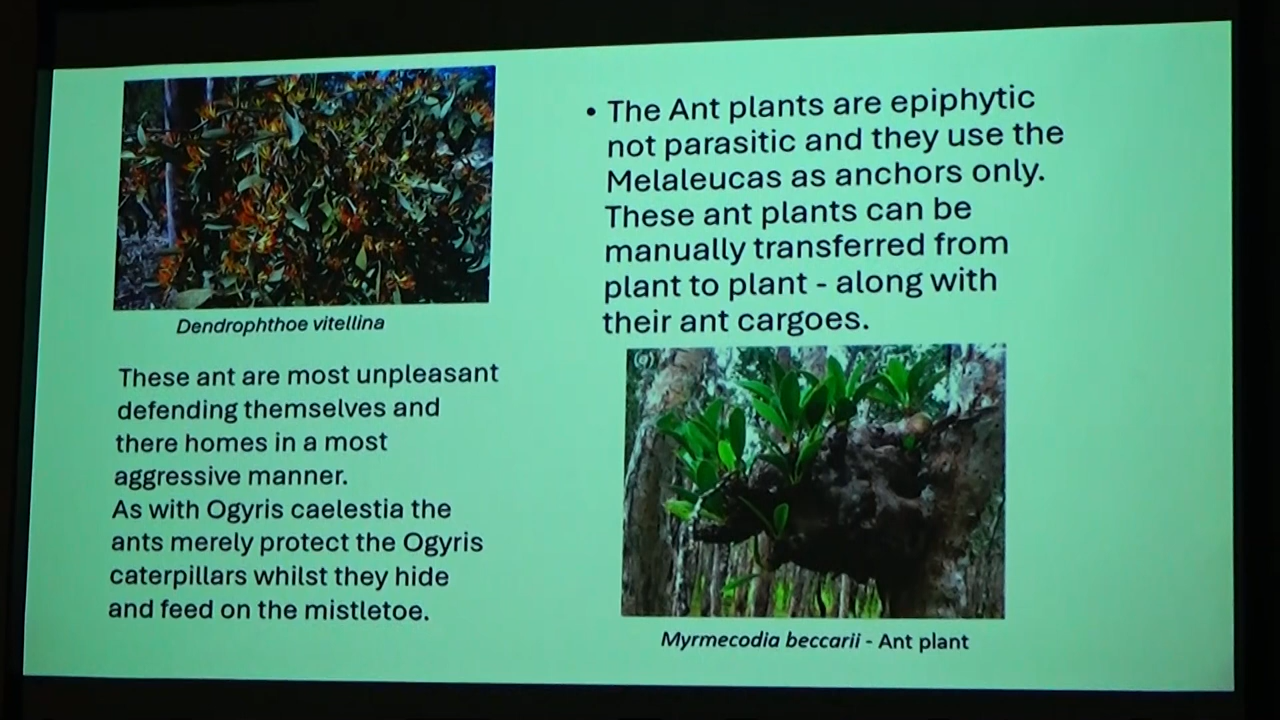 Dendrophthoe vitellina
These ant are most unpleasant
defending themselves and
there homes in a most
aggressive manner.
As with Ogyris caelestia the
ants merely protect the Ogyris
caterpillars whilst they hide
and feed on the mistletoe.
• The Ant plants are epiphytic
not parasitic and they use the
Melaleucas as anchors only.
These ant plants can be
manually transferred from
plant to plant - along with
their ant cargoes.
Myrmecodia beccarii - Ant plant